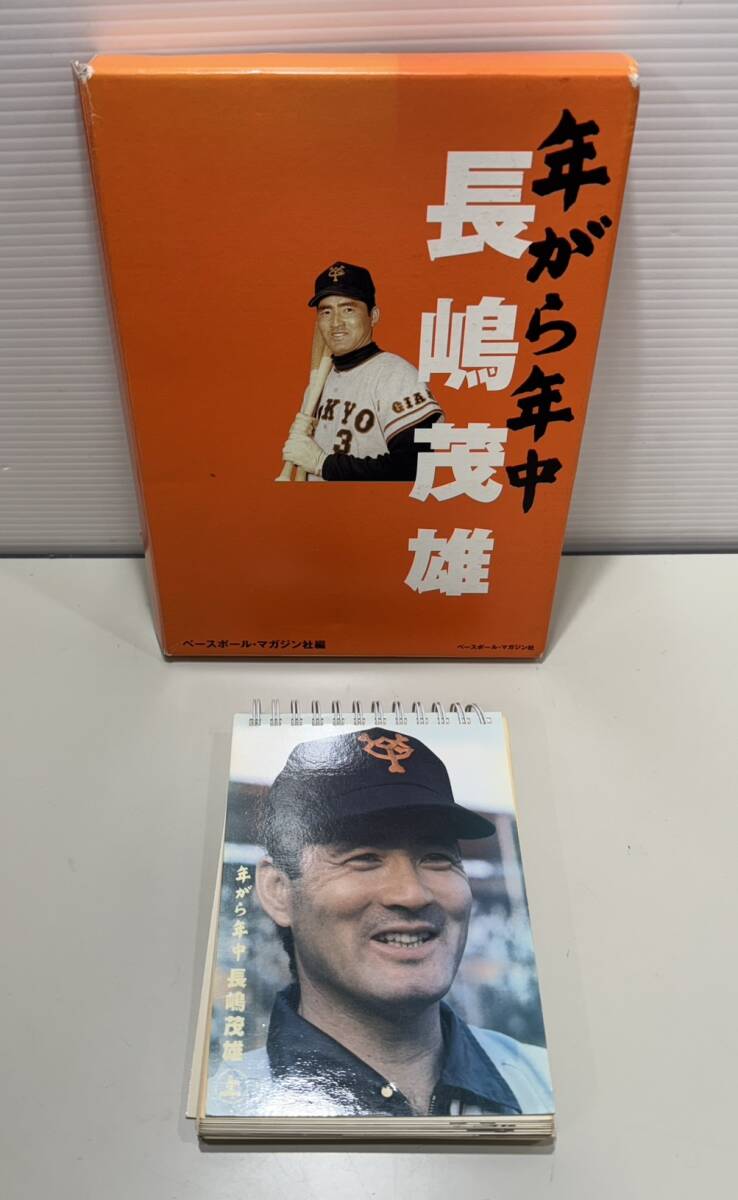 年がら年中
長嶋茂雄
GIA
KYO
3
ベースボール・マガジン社編
ベースボール・マガジン社
年がら年中 長嶋茂雄 上